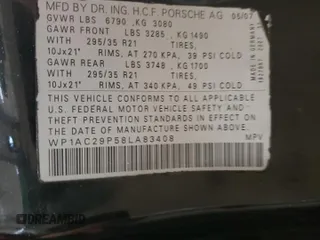 MFD BY DR. ING. H.C.F. PORSCHE AG 05/07
GVWR LBS 6790 ,KG 3080
GAWR FRONT LBS 3285 ,KG 1490
WITH 295/35 R21 TIRES,
10Jx21" RIMS, AT 270 KPA, 39 PSI COLD
GAWR REAR LBS 3748 ,KG 1700
WITH 295/35 R21 TIRES,
10Jx21" RIMS, AT 340 KPA, 49 PSI COLD
THIS VEHICLE CONFORMS TO ALL APPLICABLE
U.S. FEDERAL MOTOR VEHICLE SAFETY AND
THEFT PREVENTION STANDARDS IN EFFECT ON
THE DATE OF MANUFACTURE SHOWN ABOVE.
WP1AC29P58LA83408 MPV
© DREAMBID